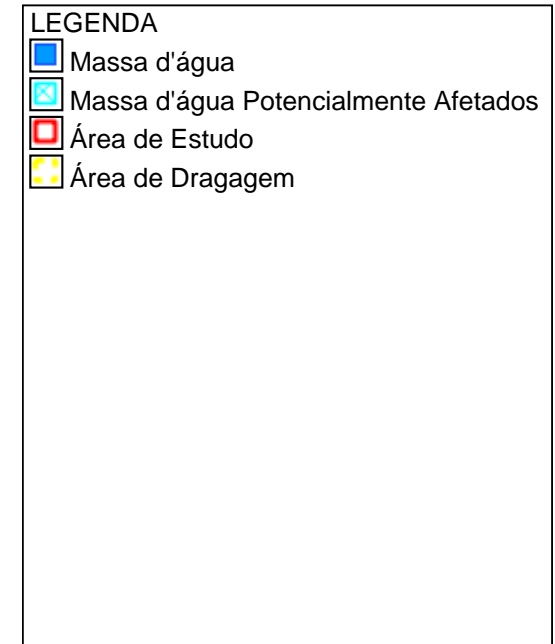 LEGENDA
Massa d'água
Massa d'água Potencialmente Afetados
Área de Estudo
Área de Dragagem